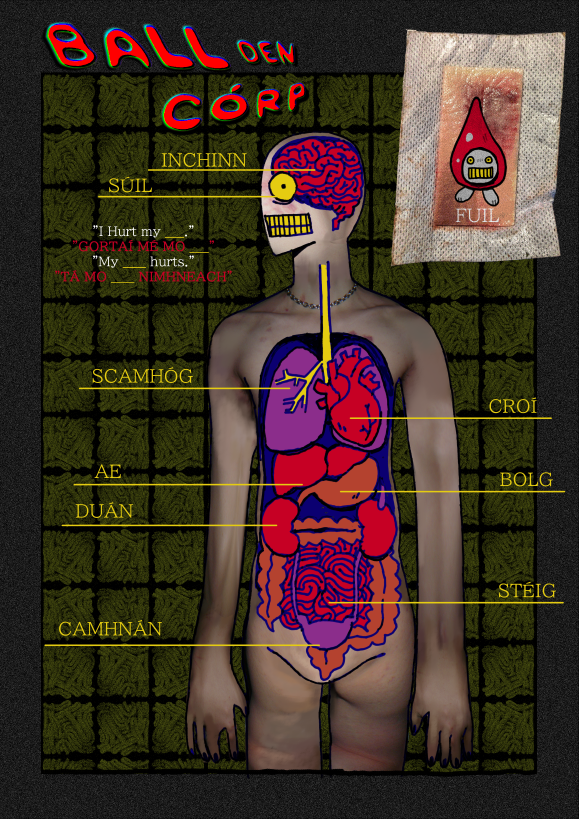 BALL DEN
CÓRP
INCHINN
SÚIL
FUIL
"I Hurt my ___."
"GORTAÍ MÉ MO ___"
"My ___ hurts."
"TÁ MO ___ NIMHNEACH"
SCAMHÓG
CROÍ
AE
BOLG
DUÁN
STÉIG
CAMHNÁN